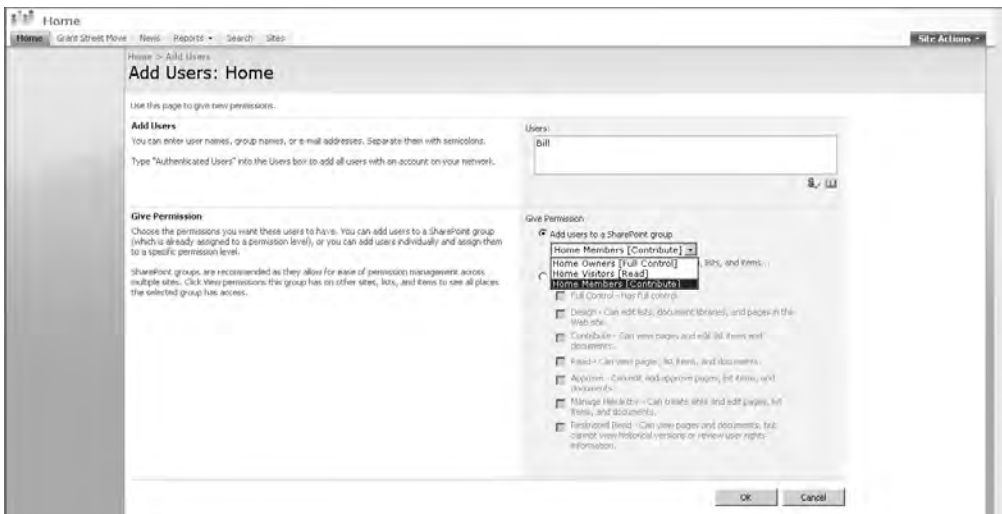 Home
Home Grant Street Move News Reports Search Sites Site Actions
Home > Add Users
Add Users: Home
Use this page to give new permissions.
Add Users
You can enter user names, group names, or e-mail addresses. Separate them with semicolons.
Type "Authenticated Users" into the Users box to add all users with an account on your network.
Users:
Bill
Give Permission
Choose the permissions you want these users to have. You can add users to a SharePoint group
(which is already assigned to a permission level), or you can add users individually and assign them
to a specific permission level.
SharePoint groups are recommended as they allow for ease of permission management across
multiple sites. Click View permissions this group has on other sites, lists, and items to see all places
the selected group has access.
Give Permission
Add users to a SharePoint group
Home Members [Contribute]
Home Owners [Full Control]
, lists, and items...
Home Visitors [Read]
Home Members [Contribute]
Full Control - Has full control.
Design - Can edit lists, document libraries, and pages in the
Web site.
Contribute - Can view pages and edit list items and
documents.
Read - Can view pages, list items, and documents.
Approve - Can edit and approve pages, list items, and
documents.
Manage Hierarchy - Can create sites and edit pages, list
items, and documents.
Restricted Read - Can view pages and documents, but
cannot view historical versions or review user rights
information.
OK Cancel